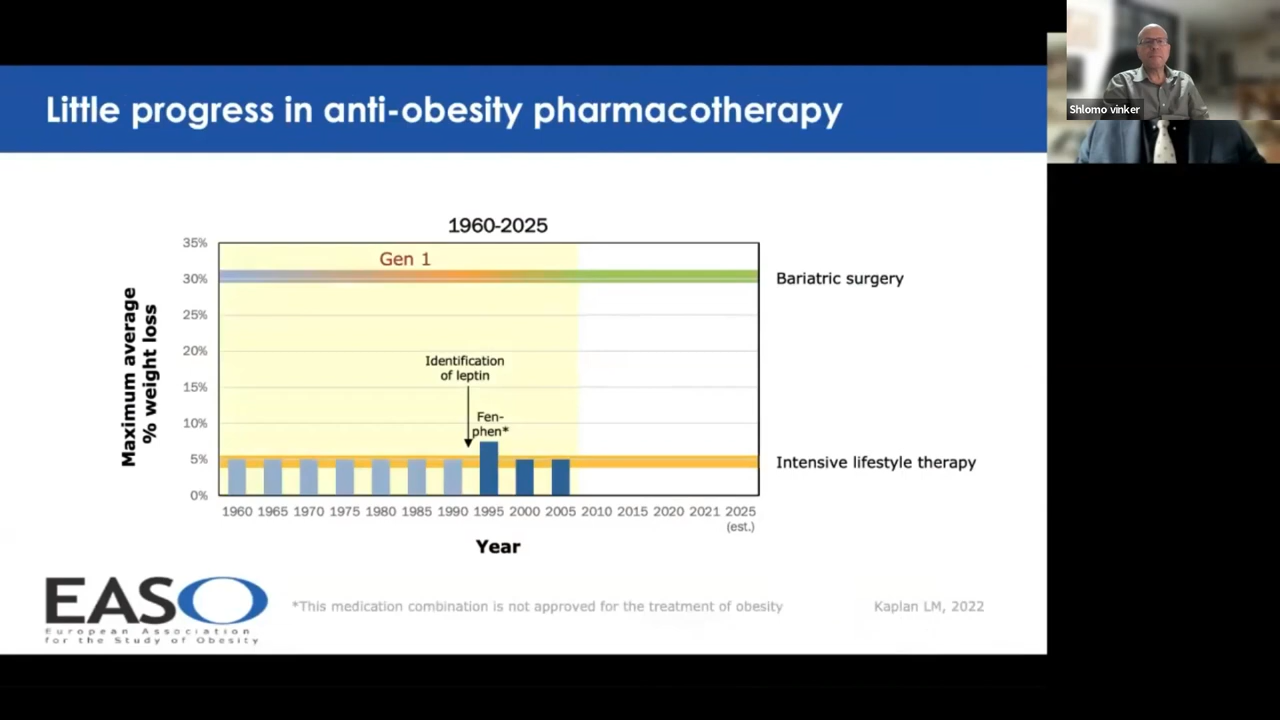 Little progress in anti-obesity pharmacotherapy
Shlomo vinker
1960-2025
35%
30%
25%
20%
15%
10%
5%
0%
Maximum average
% weight loss
Gen 1
Identification
of leptin
Fen-
phen*
Bariatric surgery
Intensive lifestyle therapy
1960 1965 1970 1975 1980 1985 1990 1995 2000 2005 2010 2015 2020 2021 2025
(est.)
Year
EASO
European Association
for the Study of Obesity
*This medication combination is not approved for the treatment of obesity
Kaplan LM, 2022